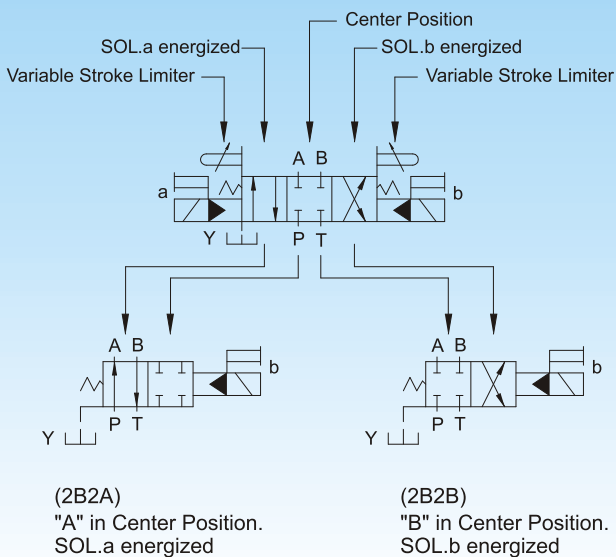 Center Position
SOL.a energized
SOL.b energized
Variable Stroke Limiter
Variable Stroke Limiter
A B
a
b
Y
P T
A B
b
P T
Y
A B
b
P T
Y
(2B2A)
"A" in Center Position.
SOL.a energized
(2B2B)
"B" in Center Position.
SOL.b energized